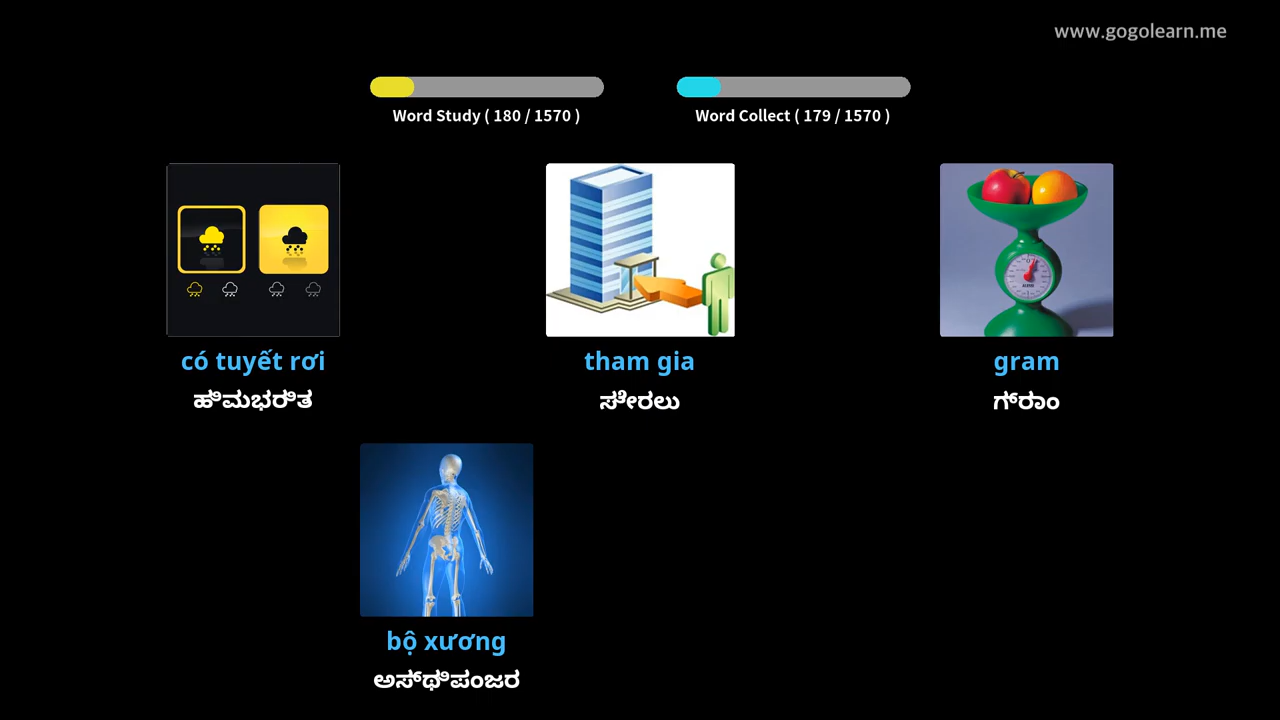 www.gogolearn.me
Word Study ( 180 / 1570 )
Word Collect ( 179 / 1570 )
có tuyết rơi
ಹಿಮಭರಿತ
tham gia
ಸೇರಲು
gram
ಗ್ರಾಂ
bộ xương
ಅಸ್ಥಿಪಂಜರ